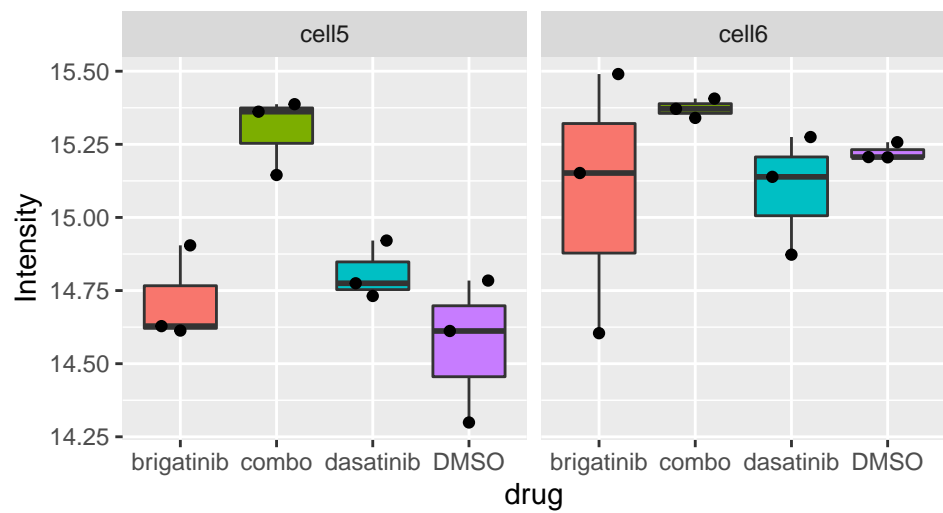 cell5
cell6
Intensity
15.50
15.25
15.00
14.75
14.50
14.25
brigatinib combo dasatinib DMSO
brigatinib combo dasatinib DMSO
drug